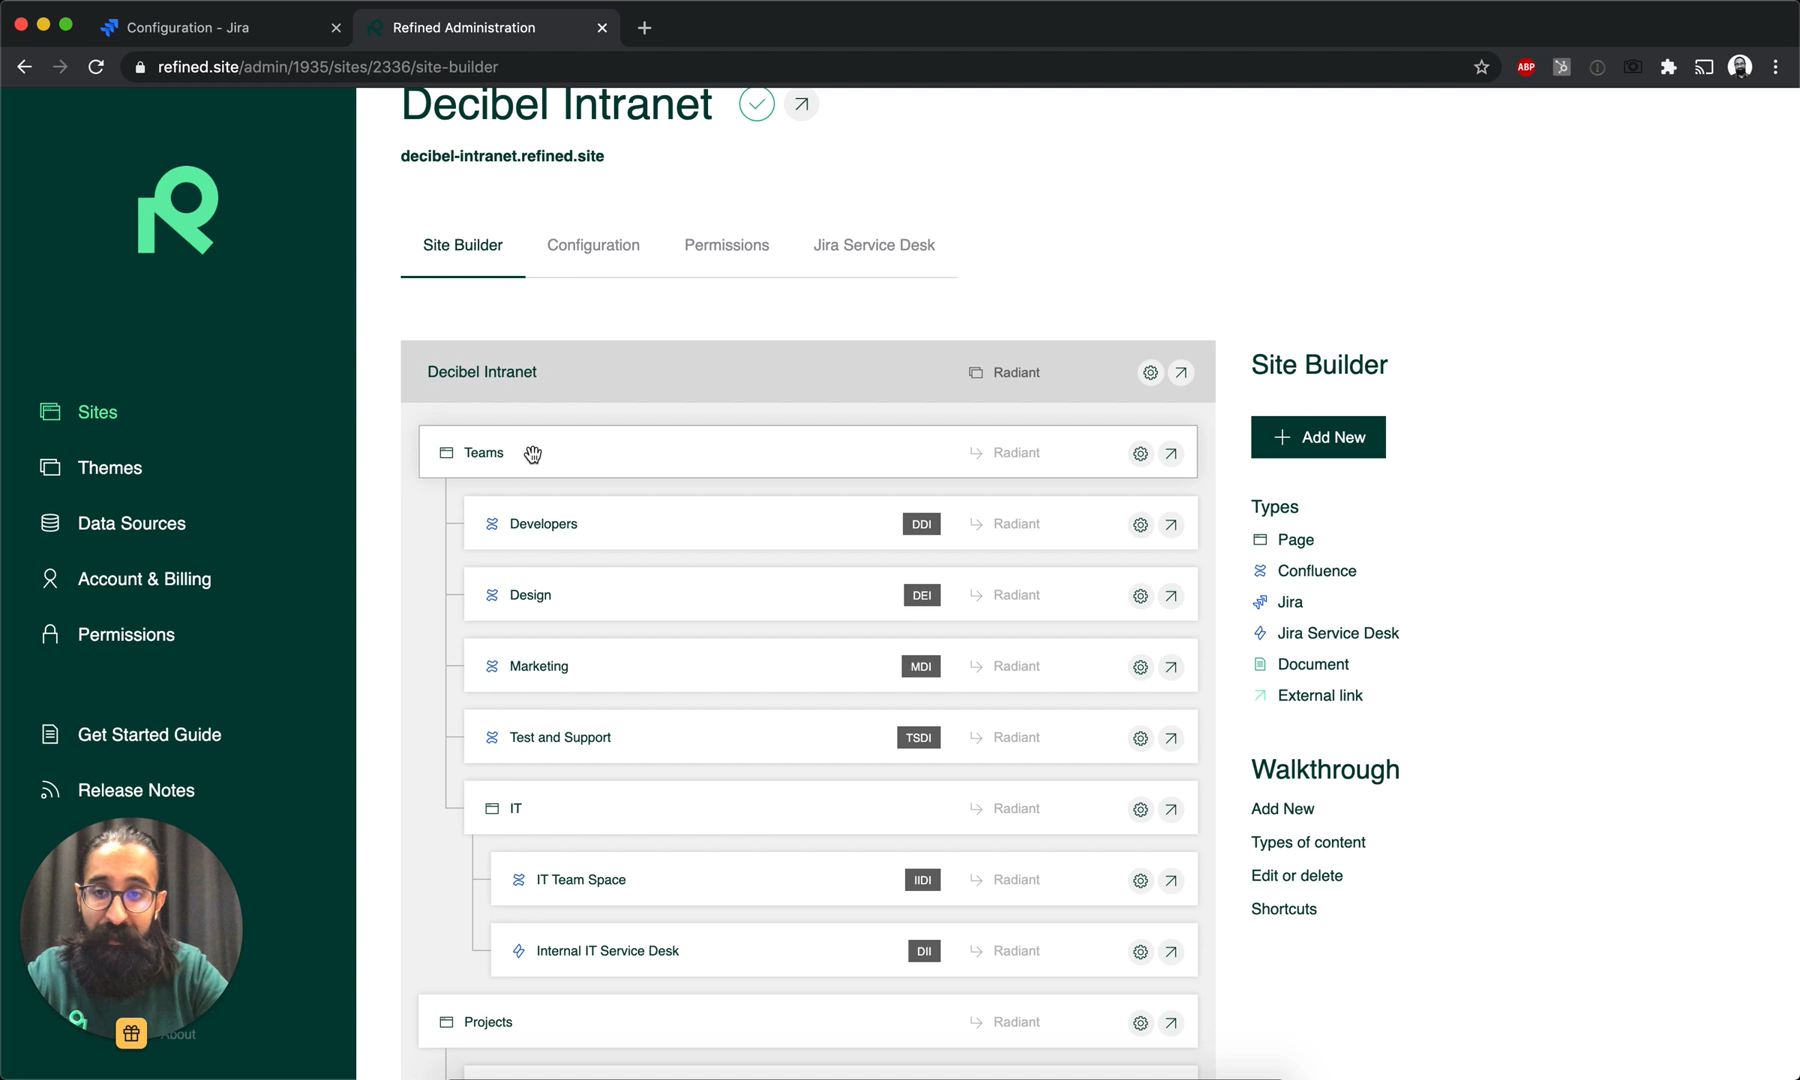 Configuration - Jira
Refined Administration
refined.site/admin/1935/sites/2336/site-builder
ABP
Decibel Intranet
decibel-intranet.refined.site
Site Builder
Configuration
Permissions
Jira Service Desk
Sites
Themes
Data Sources
Account & Billing
Permissions
Get Started Guide
Release Notes
About
Decibel Intranet
Radiant
Teams
Radiant
Developers
DDI
Radiant
Design
DEI
Radiant
Marketing
MDI
Radiant
Test and Support
TSDI
Radiant
IT
Radiant
IT Team Space
IIDI
Radiant
Internal IT Service Desk
DII
Radiant
Projects
Radiant
Site Builder
Add New
Types
Page
Confluence
Jira
Jira Service Desk
Document
External link
Walkthrough
Add New
Types of content
Edit or delete
Shortcuts